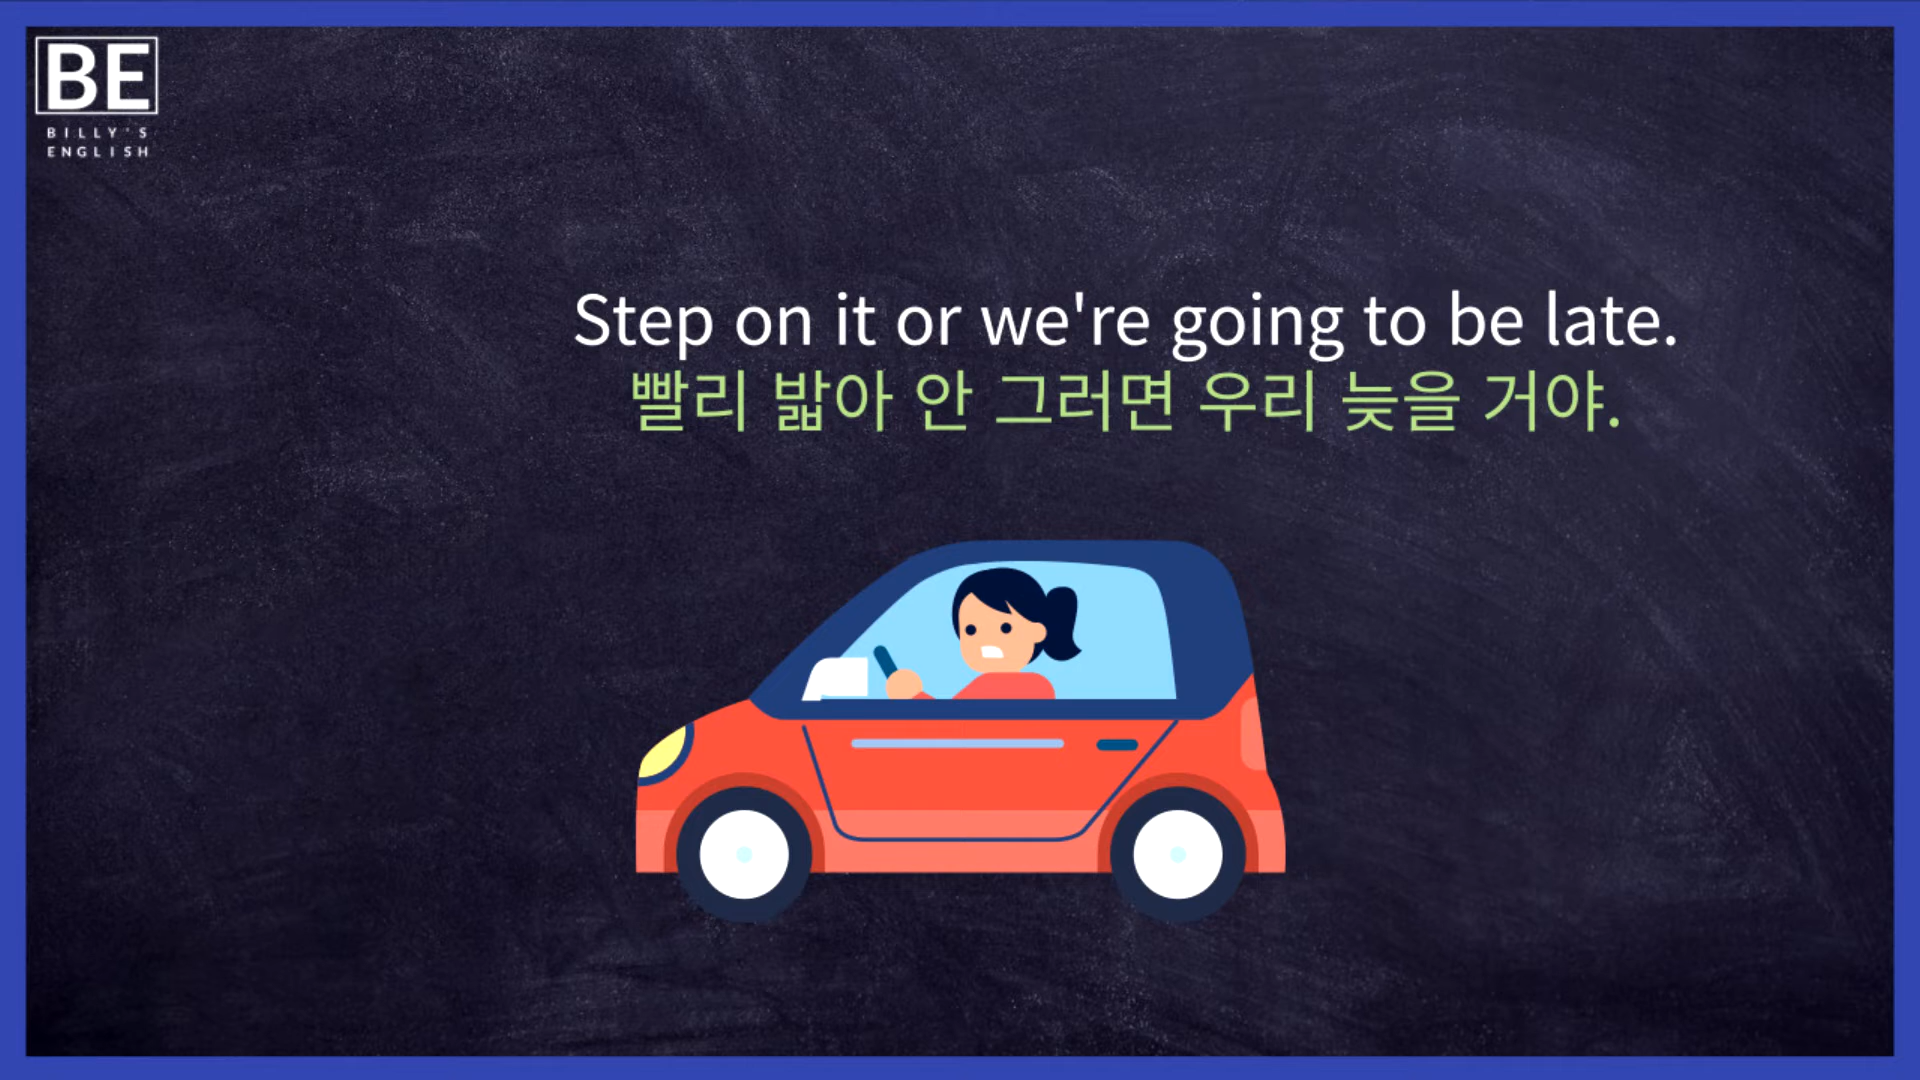 BE
BILLY'S
ENGLISH
Step on it or we're going to be late.
빨리 밟아 안 그러면 우리 늦을 거야.